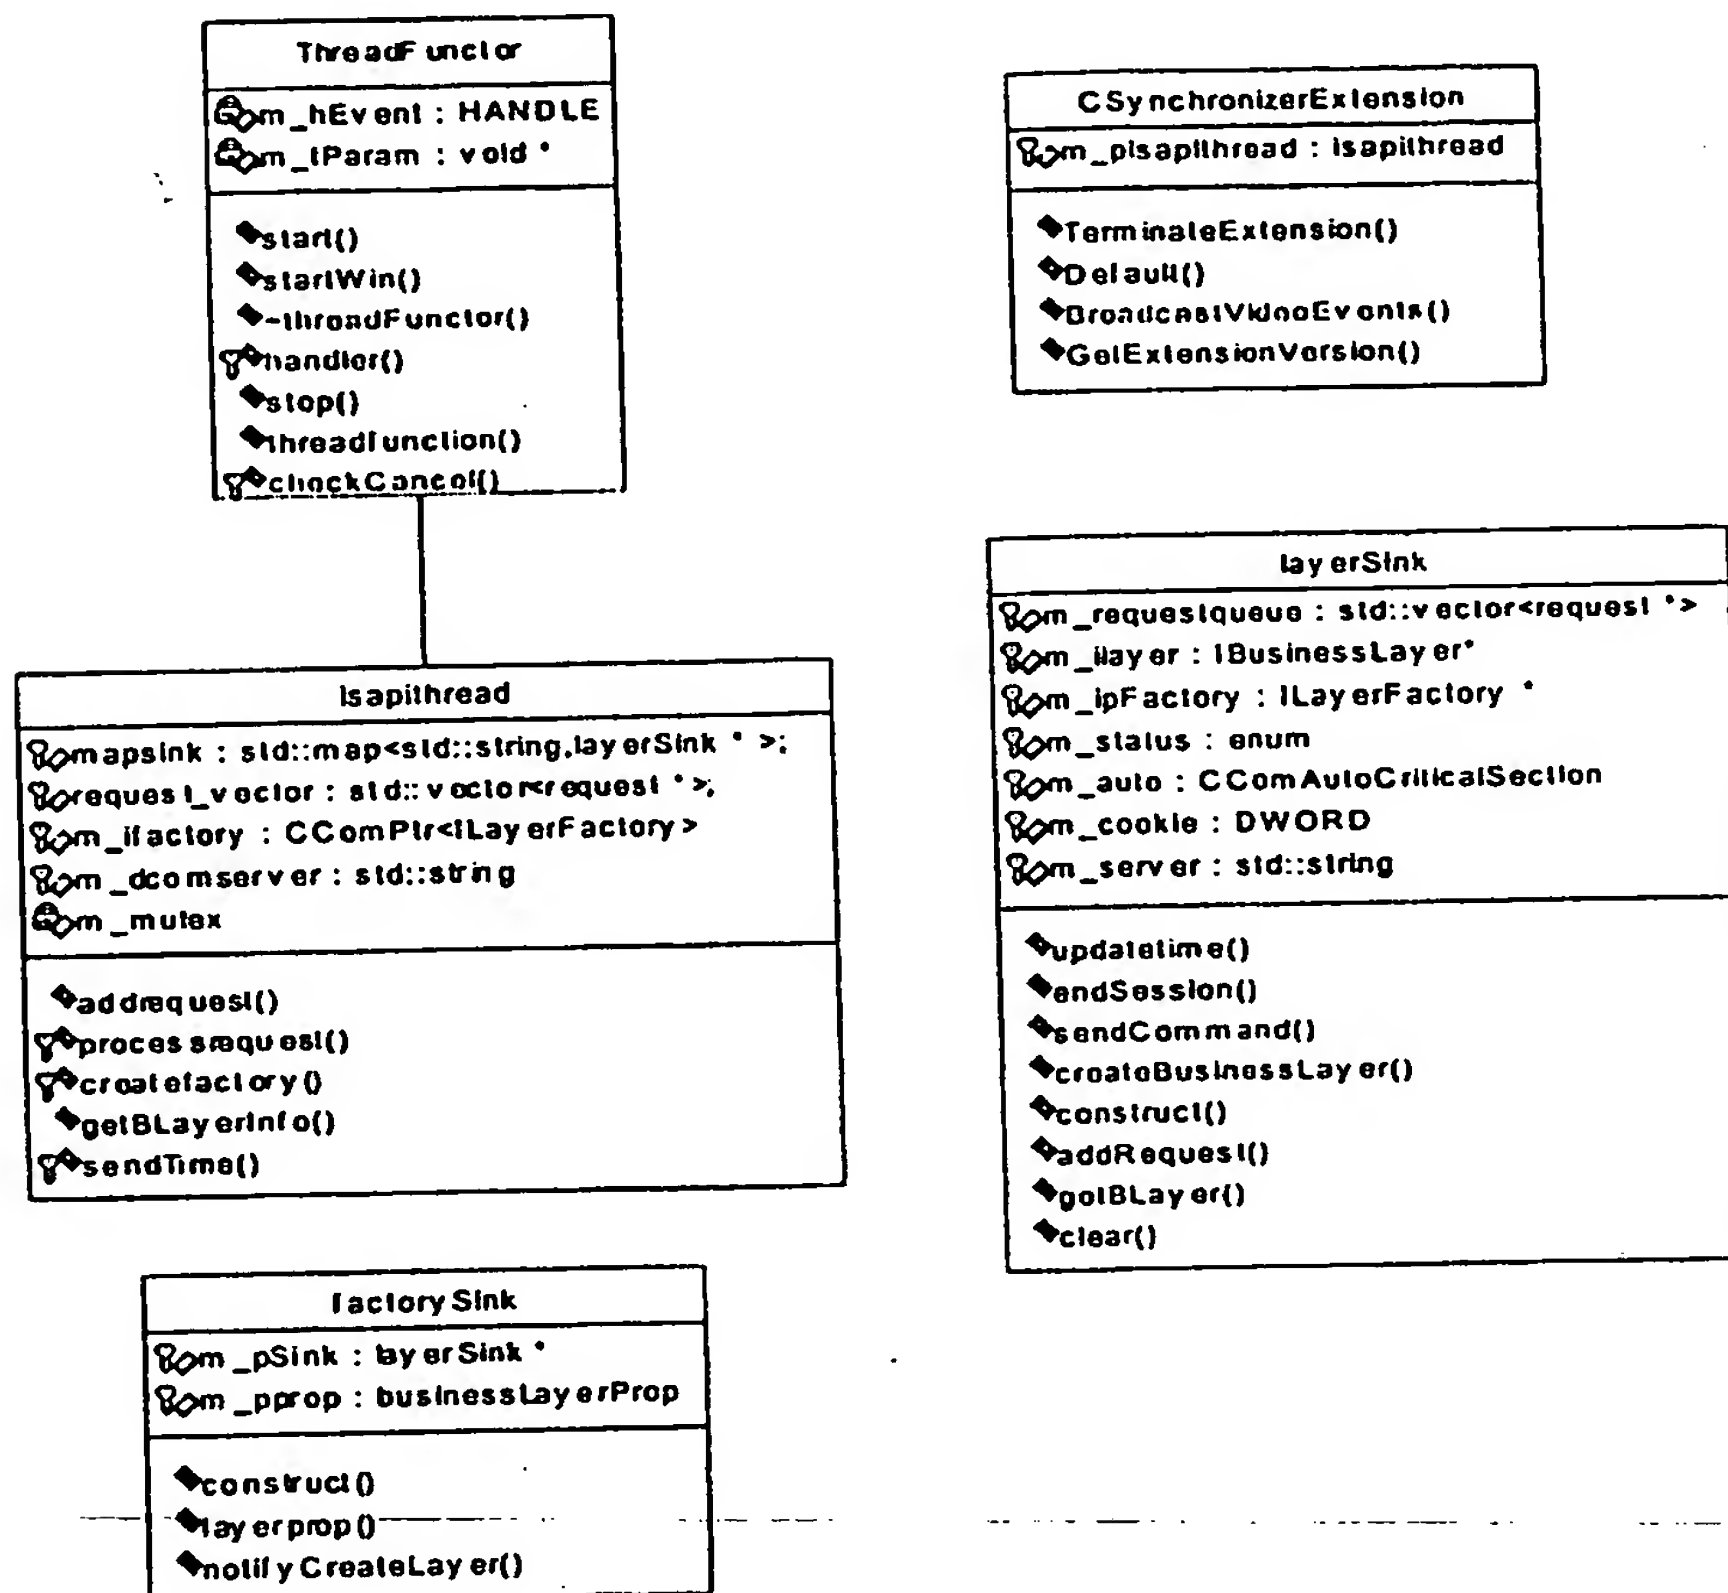 ThreadFunctor
m_hEvent : HANDLE
m_tParam : void *
start()
startWin()
~threadFunctor()
handler()
stop()
threadfunction()
checkCancel()
CSynchronizerExtension
m_pisapithread : isapithread
TerminateExtension()
Default()
BroadcastVideoEvents()
GetExtensionVersion()
Isapithread
mapsink : std::map<std::string,layerSink * >;
request_vector : std::vector<request *>;
m_ifactory : CComPtr<ILayerFactory>
m_dcomserver : std::string
m_mutex
addrequest()
processrequest()
createfactory()
getBLayerInfo()
sendTime()
layerSink
m_requestqueue : std::vector<request *>
m_ilayer : IBusinessLayer*
m_ipFactory : ILayerFactory *
m_status : enum
m_auto : CComAutoCriticalSection
m_cookie : DWORD
m_server : std::string
updatetime()
endSession()
sendCommand()
createBusinessLayer()
construct()
addRequest()
getBLayer()
clear()
factorySink
m_pSink : layerSink *
m_pprop : businessLayerProp
construct()
layerprop()
notifyCreateLayer()